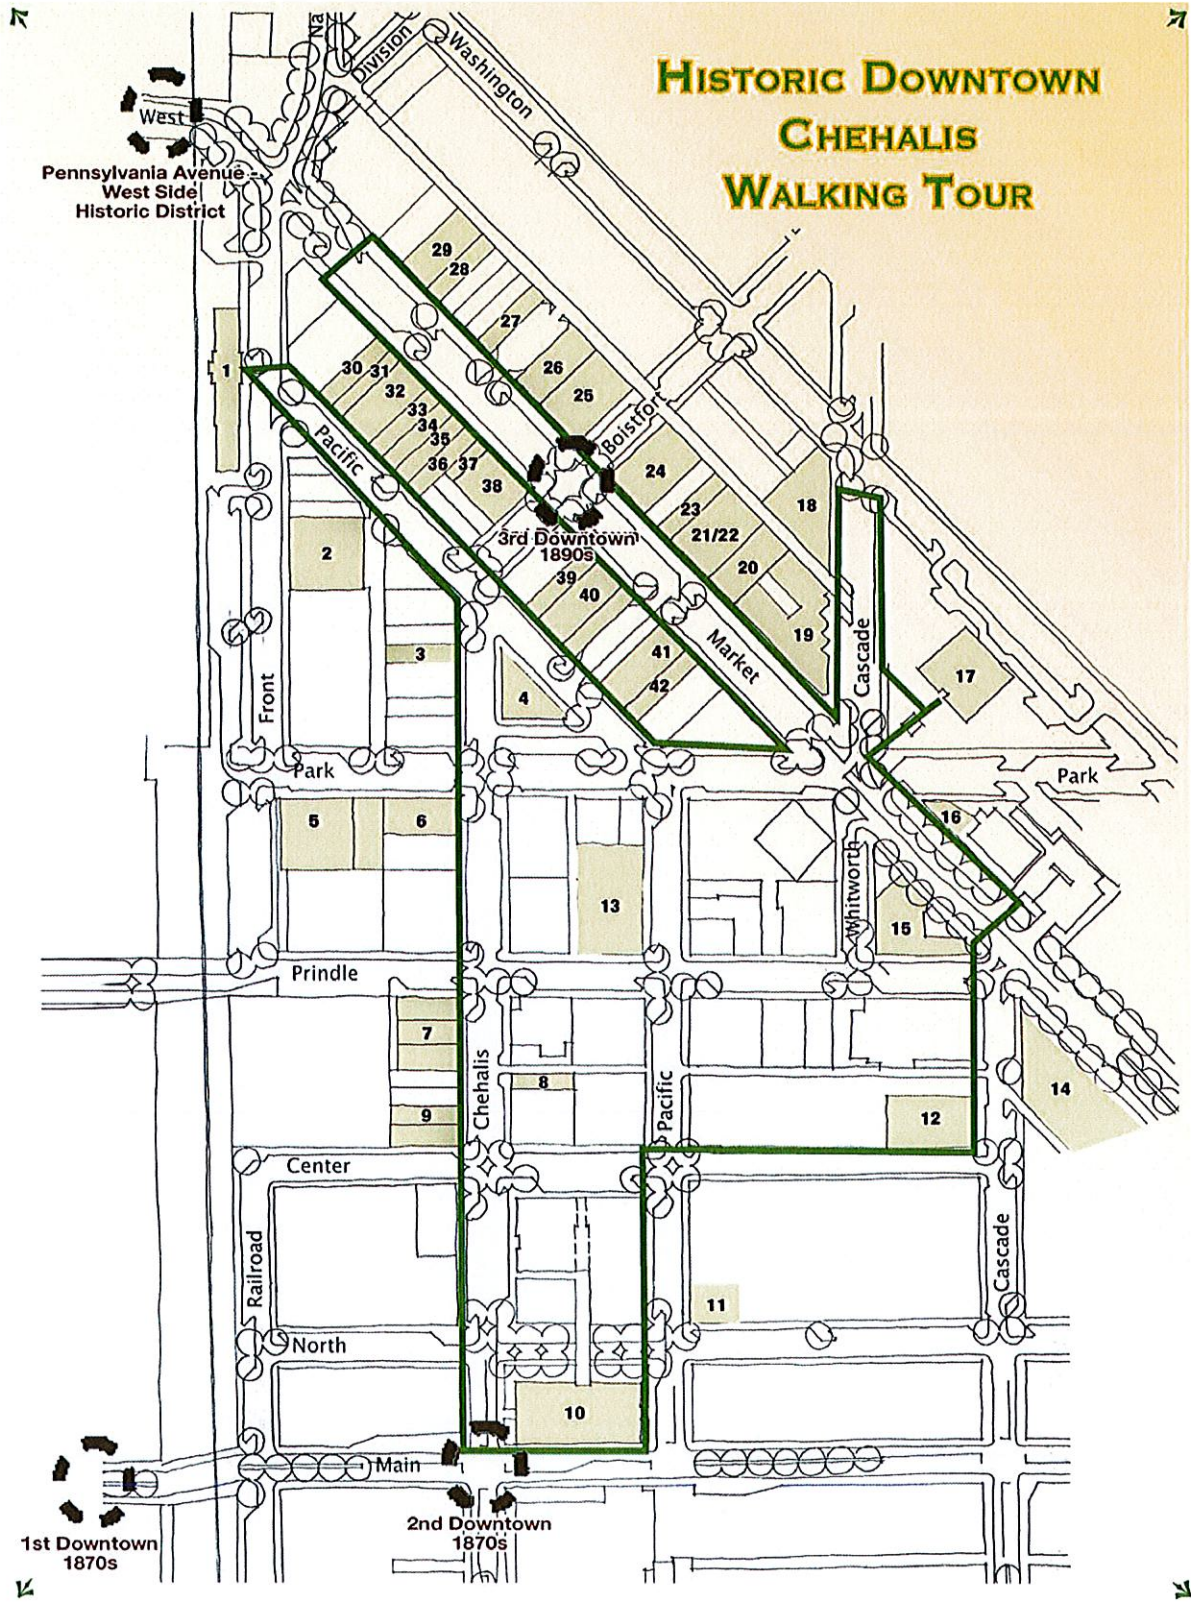 HISTORIC DOWNTOWN
CHEHALIS
WALKING TOUR
Na
Division
Washington
West
Pennsylvania Avenue -
West Side
Historic District
29
28
27
26
25
1
30
31
32
33
34
35
36
37
38
Pacific
Boistfort
24
23
21/22
20
19
18
2
3rd Downtown
1890s
39
40
41
42
Market
Cascade
17
3
4
Front
Park
Park
5
6
13
16
Whitworth
15
Prindle
7
8
9
Chehalis
Pacific
12
14
Center
Railroad
Cascade
11
North
10
Main
1st Downtown
1870s
2nd Downtown
1870s